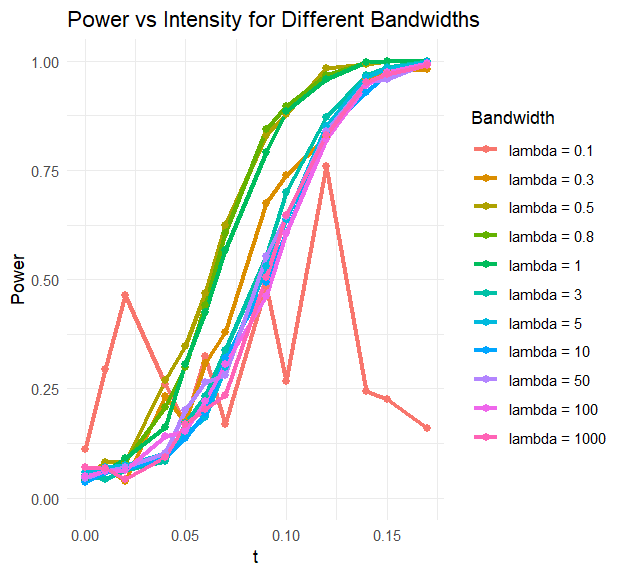 Power vs Intensity for Different Bandwidths
1.00
0.75
0.50
0.25
0.00
Power
0.00 0.05 0.10 0.15
t
Bandwidth
lambda = 0.1
lambda = 0.3
lambda = 0.5
lambda = 0.8
lambda = 1
lambda = 3
lambda = 5
lambda = 10
lambda = 50
lambda = 100
lambda = 1000